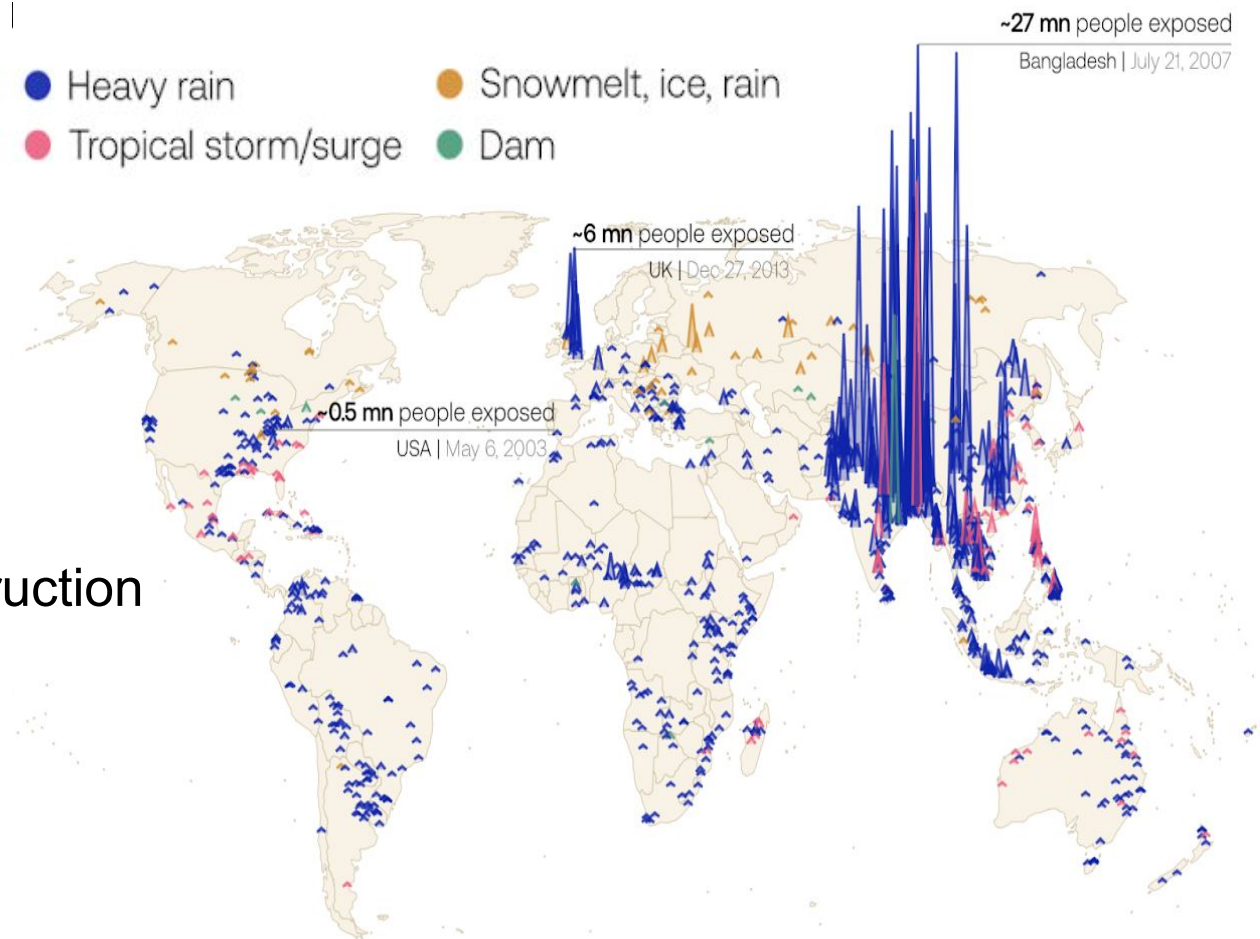 Heavy rain
Snowmelt, ice, rain
Tropical storm/surge
Dam
~27 mn people exposed
Bangladesh | July 21, 2007
~6 mn people exposed
UK | Dec 27, 2013
~0.5 mn people exposed
USA | May 6, 2003
ruction